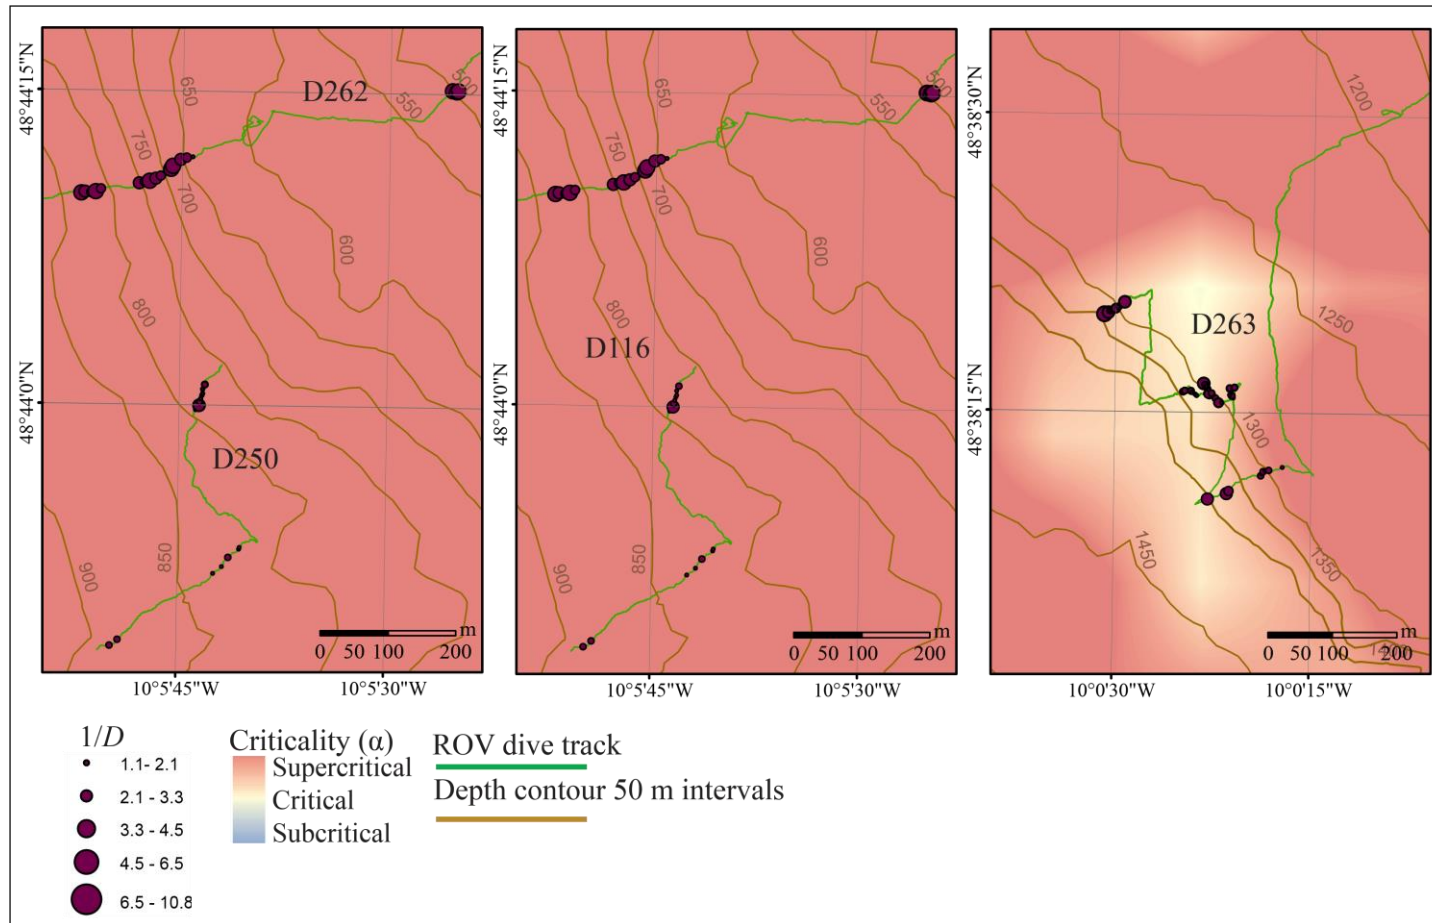 48°44'15"N
48°44'0"N
D262
650
500
550
750
700
600
800
D250
850
900
m
0 50 100 200
10°5'45"W 10°5'30"W
48°44'15"N
48°44'0"N
650
500
550
750
700
600
800
D116
850
900
m
0 50 100 200
10°5'45"W 10°5'30"W
48°38'30"N
48°38'15"N
1200
1250
D263
1300
1350
1450
m
0 50 100 200
10°0'30"W 10°0'15"W
1/D
1.1- 2.1
2.1 - 3.3
3.3 - 4.5
4.5 - 6.5
6.5 - 10.8
Criticality (α)
Supercritical
Critical
Subcritical
ROV dive track
Depth contour 50 m intervals